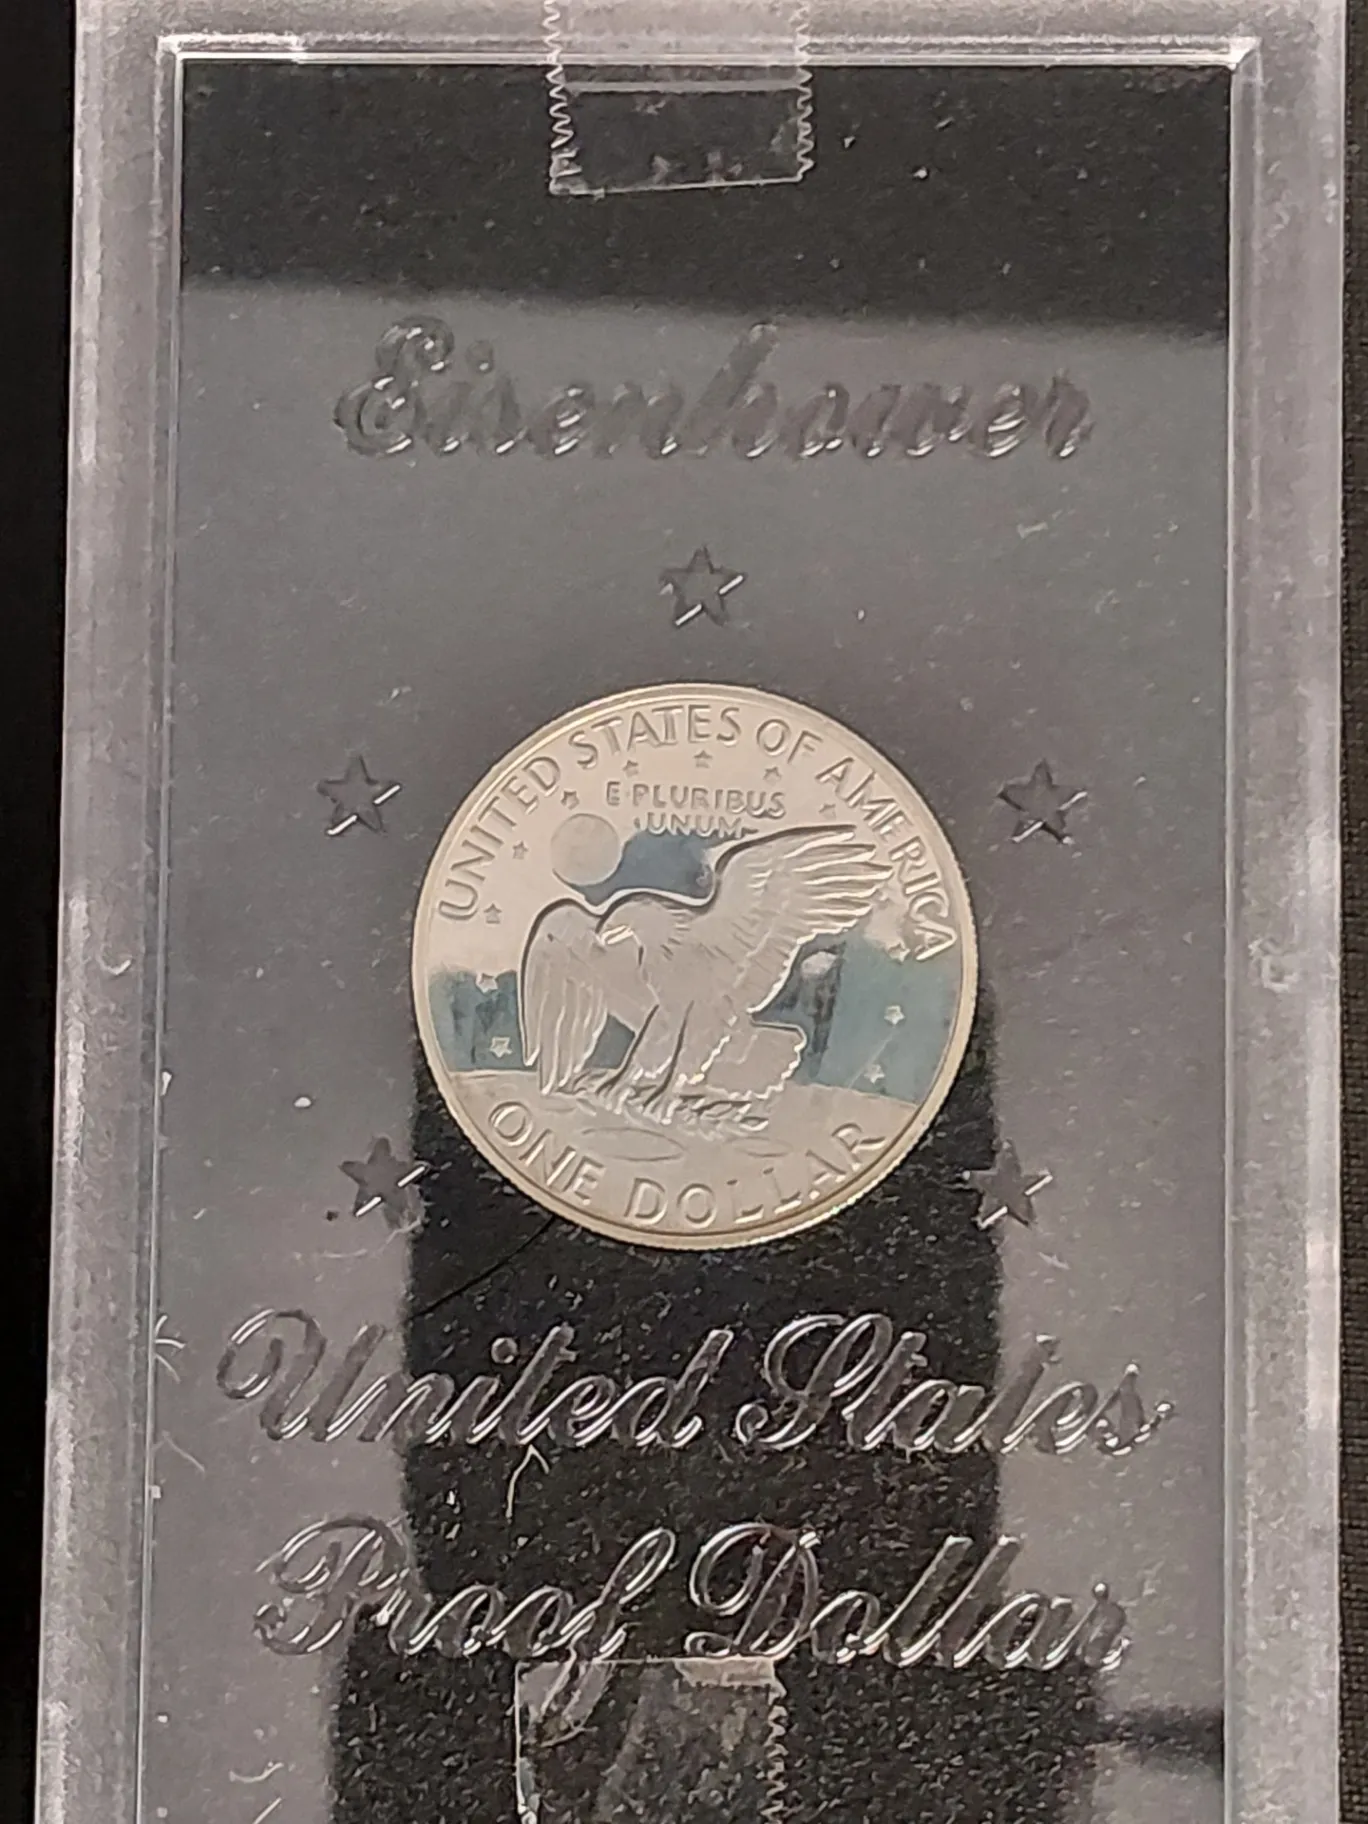 Eisenhower
UNITED STATES OF AMERICA
E PLURIBUS
UNUM
ONE DOLLAR
United States
Proof Dollar